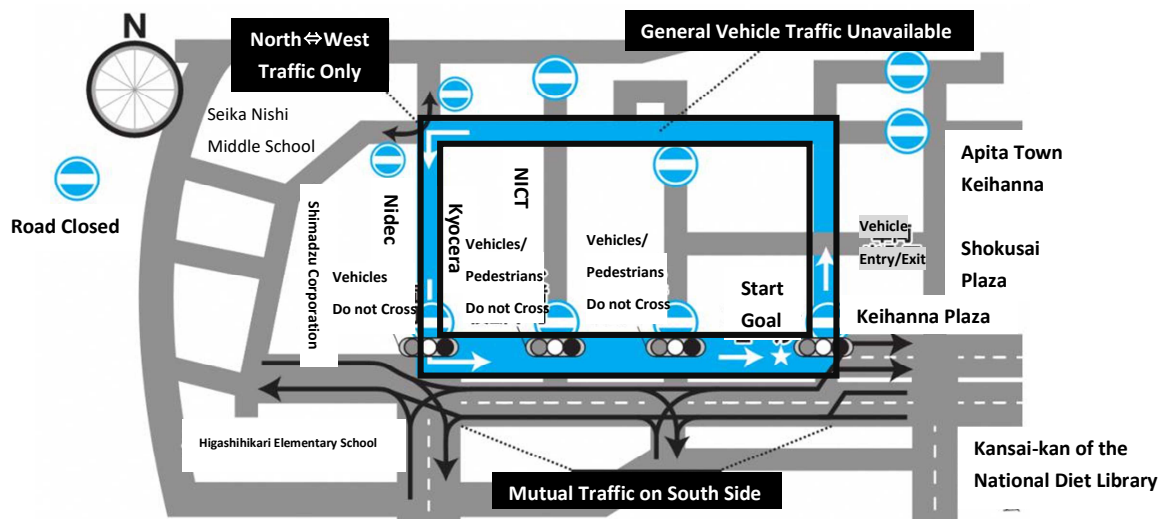 N
North⇔West
Traffic Only
General Vehicle Traffic Unavailable
Seika Nishi
Middle School
Road Closed
Apita Town
Keihanna
Shimadzu Corporation
Nidec
Kyocera
NICT
Vehicles
Do not Cross
Vehicles/
Pedestrians
Do not Cross
Vehicles/
Pedestrians
Do not Cross
Start
Goal
Vehicle
Entry/Exit
Shokusai
Plaza
Keihanna Plaza
Higashihikari Elementary School
Mutual Traffic on South Side
Kansai-kan of the
National Diet Library